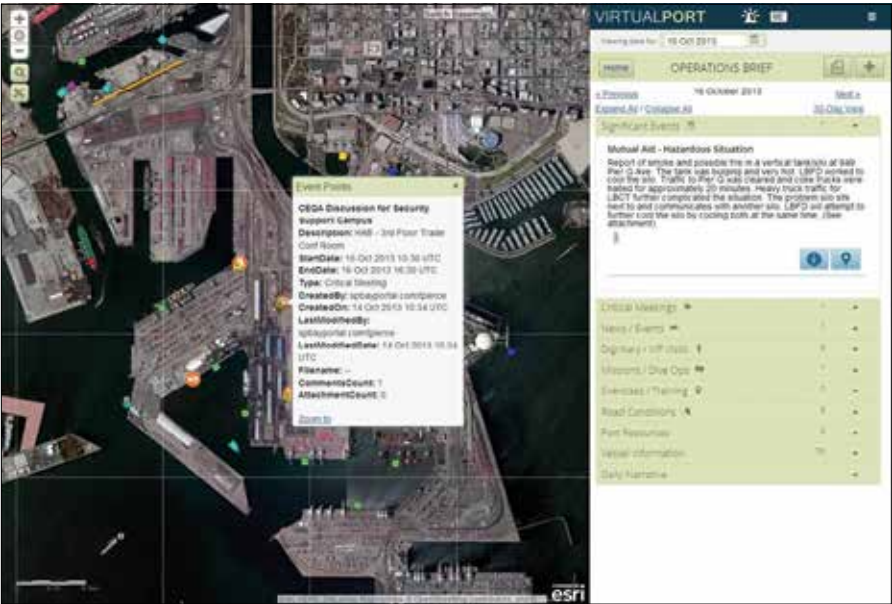 Switch Basemap
Event Points
CEQA Discussion for Security
Support Campus
Description: HAB - 3rd Floor Trade
Conf Room
StartDate: 16 Oct 2013 10:30 UTC
EndDate: 16 Oct 2013 16:30 UTC
Type: Critical Meeting
CreatedBy:
CreatedOn: 14 Oct 2013 10:34 UTC
LastModifiedBy:
LastModifiedDate: 14 Oct 2013 10:34
UTC
Filename: --
CommentsCount: 1
AttachmentCount: 0
Zoom to
esri
VIRTUALPORT
Viewing data for: 16 Oct 2013
Home OPERATIONS BRIEF
« Previous 16 October 2013 Next »
Expand All / Collapse All 30-Day View
Significant Events
Mutual Aid - Hazardous Situation
Report of smoke and possible fire in a vertical tank/silo at
Pier G Ave. The tank was bulging and very hot. LBFD worked to
cool the silo. Traffic to Pier G was cleared and coke trucks were
halted for approximately 20 minutes. Heavy truck traffic for
LBCT further complicated the situation. The problem silo sits
next to and communicates with another silo. LBFD will attempt to
further cool the silo by cooling both at the same time. (See
attachment)
Critical Meetings
News / Events
Dignitary / VIP Visits
Missions / Dive Ops
Exercises / Training
Road Conditions
Port Resources
Vessel Information
Daily Narrative